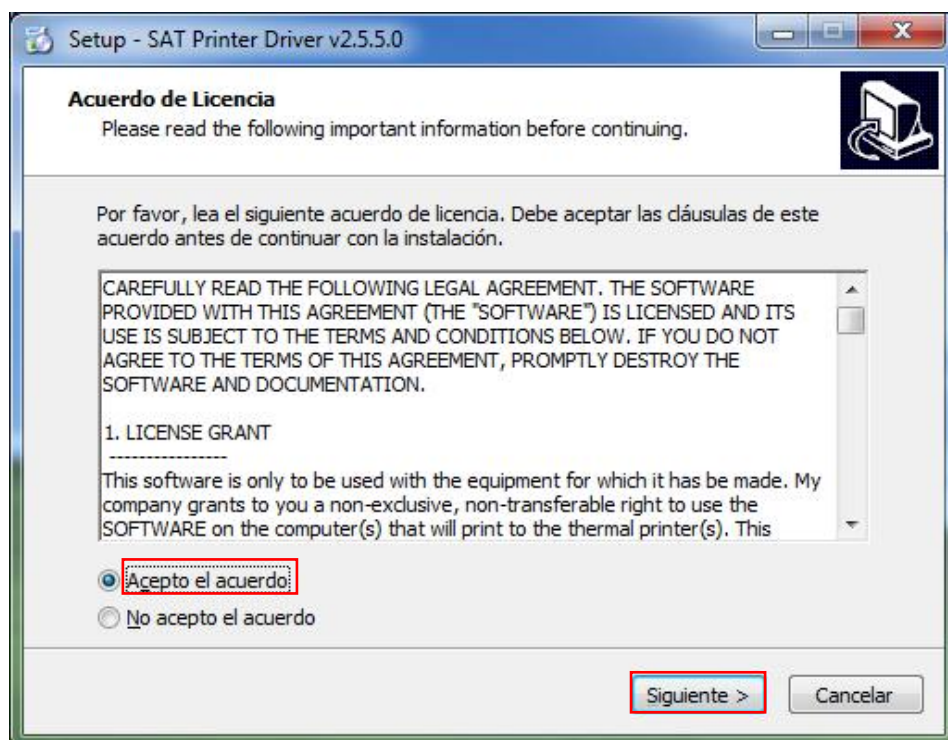 Setup - SAT Printer Driver v2.5.5.0
Acuerdo de Licencia
Please read the following important information before continuing.
Por favor, lea el siguiente acuerdo de licencia. Debe aceptar las cláusulas de este
acuerdo antes de continuar con la instalación.
CAREFULLY READ THE FOLLOWING LEGAL AGREEMENT. THE SOFTWARE
PROVIDED WITH THIS AGREEMENT (THE "SOFTWARE") IS LICENSED AND ITS
USE IS SUBJECT TO THE TERMS AND CONDITIONS BELOW. IF YOU DO NOT
AGREE TO THE TERMS OF THIS AGREEMENT, PROMPTLY DESTROY THE
SOFTWARE AND DOCUMENTATION.
1. LICENSE GRANT
----------------
This software is only to be used with the equipment for which it has be made. My
company grants to you a non-exclusive, non-transferable right to use the
SOFTWARE on the computer(s) that will print to the thermal printer(s). This
Acepto el acuerdo
No acepto el acuerdo
Siguiente > Cancelar